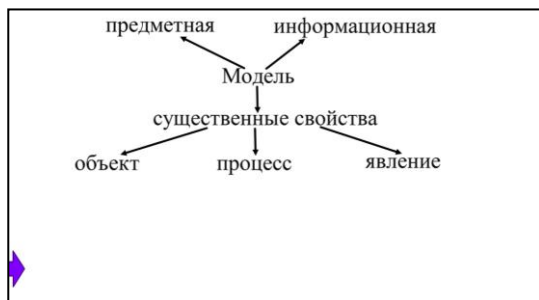 предметная информационная
Модель
существенные свойства
объект процесс явление